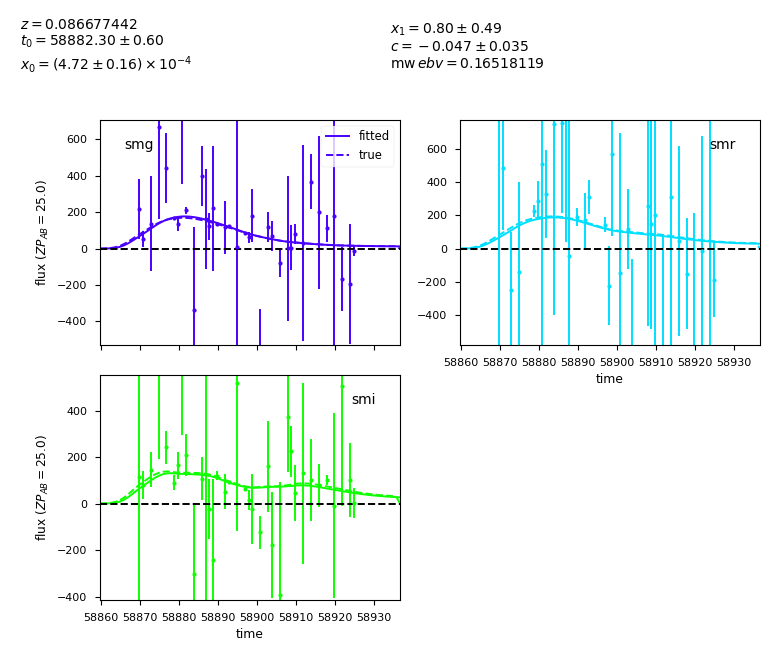 z = 0.086677442
t₀ = 58882.30 ± 0.60
x₀ = (4.72 ± 0.16) × 10⁻⁴
x₁ = 0.80 ± 0.49
c = −0.047 ± 0.035
mw ebv = 0.16518119
smg
fitted
true
600
400
200
0
−200
−400
flux (ZP_AB = 25.0)
smr
600
400
200
0
−200
−400
58860 58870 58880 58890 58900 58910 58920 58930
time
smi
400
200
0
−200
−400
flux (ZP_AB = 25.0)
58860 58870 58880 58890 58900 58910 58920 58930
time